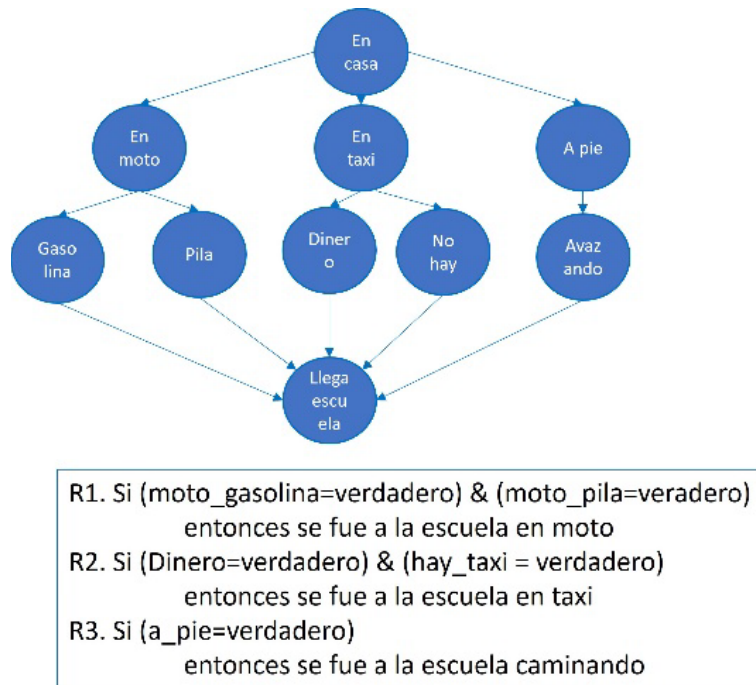 En
casa
En
moto
En
taxi
A pie
Gaso
lina
Pila
Diner
o
No
hay
Avaz
ando
Llega
escu
ela
R1. Si (moto_gasolina=verdadero) & (moto_pila=veradero)
entonces se fue a la escuela en moto
R2. Si (Dinero=verdadero) & (hay_taxi = verdadero)
entonces se fue a la escuela en taxi
R3. Si (a_pie=verdadero)
entonces se fue a la escuela caminando